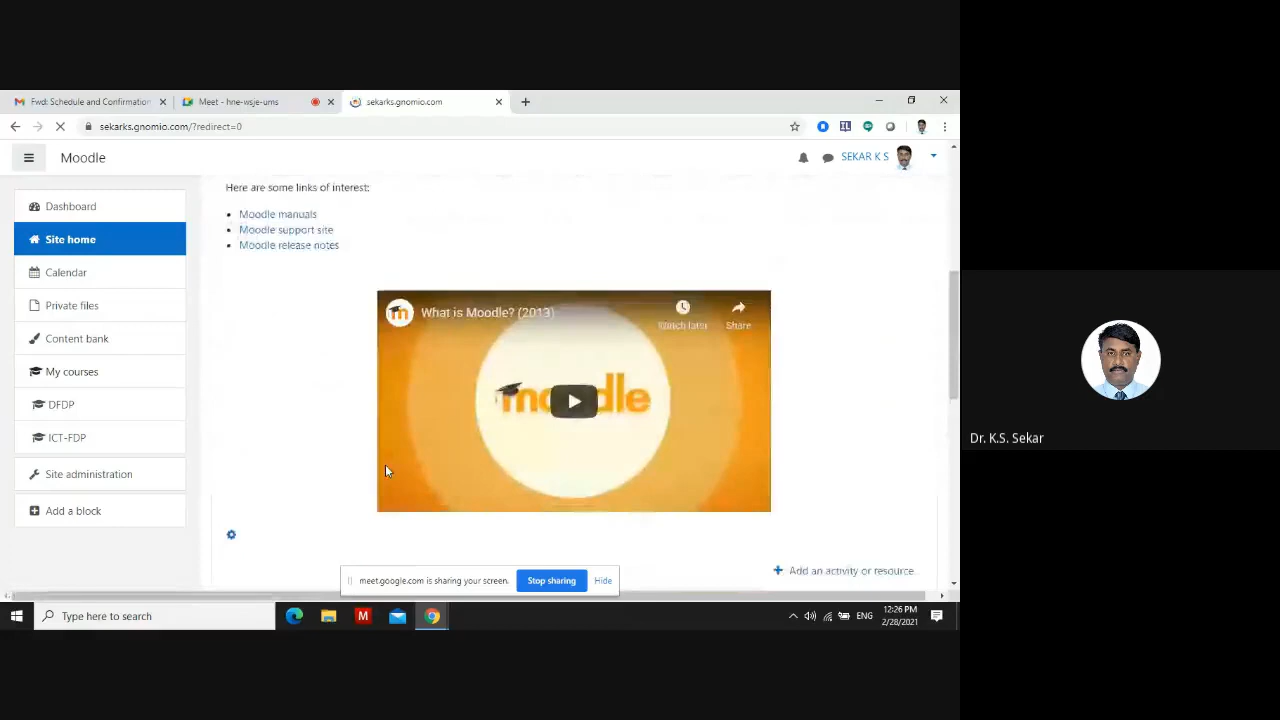 Fwd: Schedule and Confirmation
Meet - hne-wsje-ums
sekarks.gnomio.com
sekarks.gnomio.com/?redirect=0
Moodle
SEKAR K S
Here are some links of interest:
Moodle manuals
Moodle support site
Moodle release notes
Dashboard
Site home
Calendar
Private files
Content bank
My courses
DFDP
ICT-FDP
Site administration
Add a block
What is Moodle? (2013)
Watch later
Share
moodle
Add an activity or resource
meet.google.com is sharing your screen.
Stop sharing
Hide
Type here to search
ENG
12:26 PM
2/28/2021
Dr. K.S. Sekar